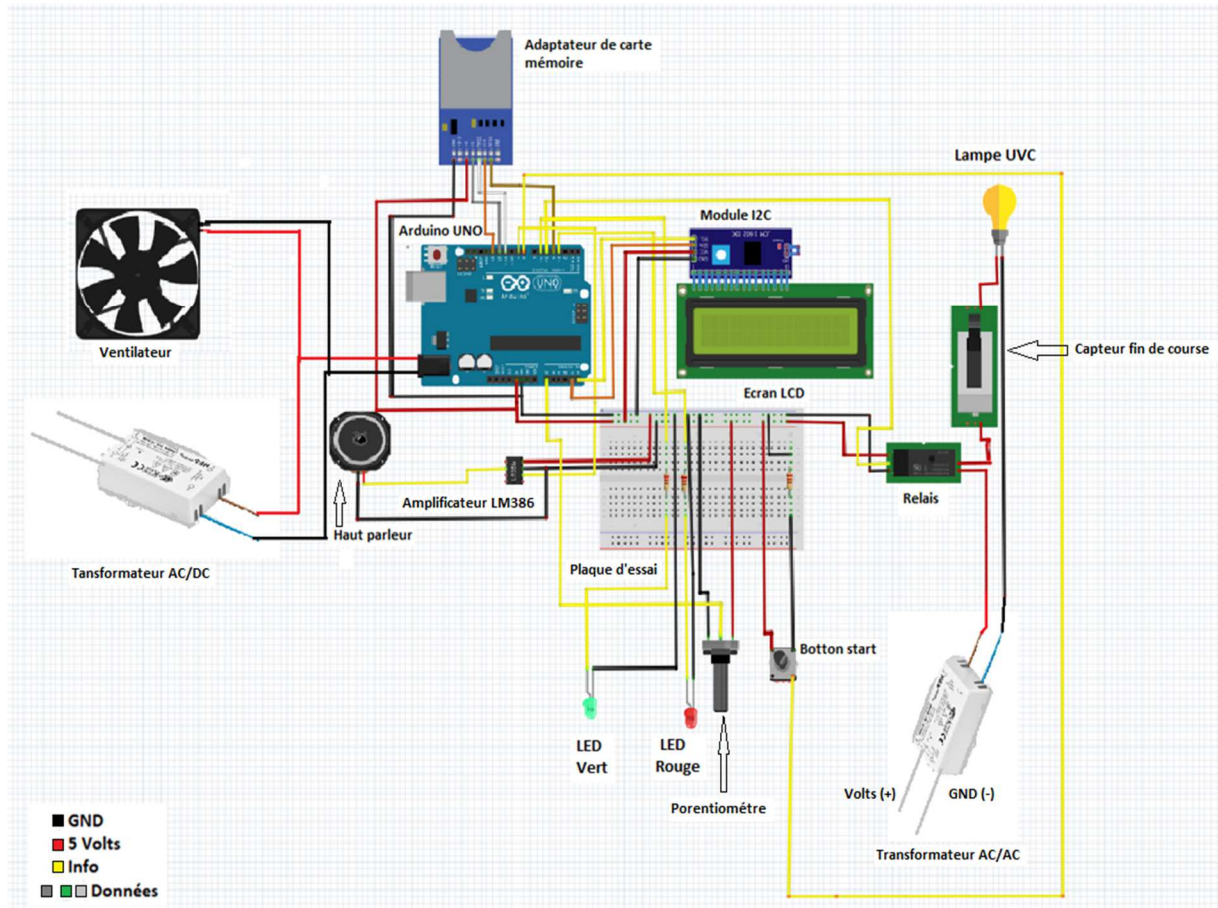 Adaptateur de carte
mémoire
Lampe UVC
Module I2C
Arduino UNO
UNO
Ventilateur
Capteur fin de course
Ecran LCD
Relais
Amplificateur LM386
Haut parleur
Tansformateur AC/DC
Plaque d'essai
Botton start
LED
Vert
LED
Rouge
Porentiométre
Volts (+)
GND (-)
Transformateur AC/AC
GND
5 Volts
Info
Données